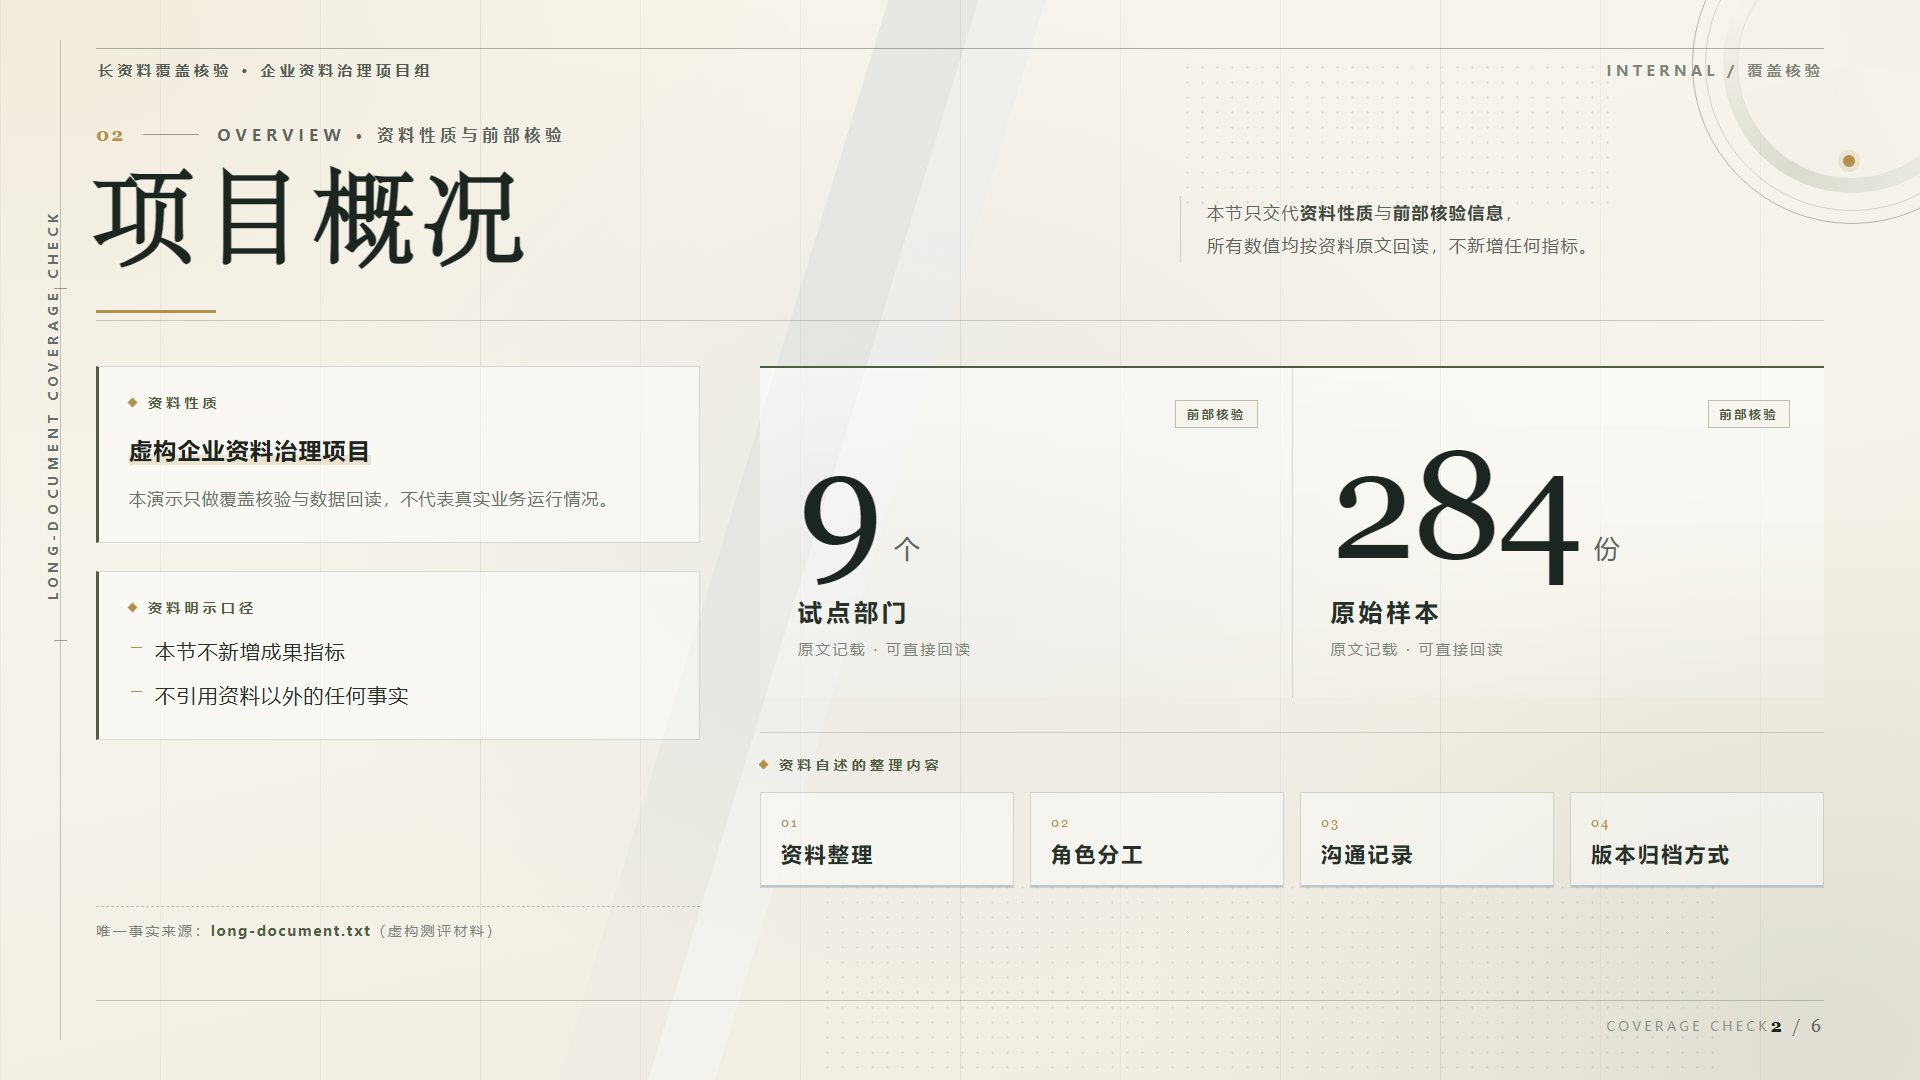 长资料覆盖核验 • 企业资料治理项目组
INTERNAL / 覆盖核验
02 OVERVIEW • 资料性质与前部核验
项目概况
本节只交代资料性质与前部核验信息，
所有数值均按资料原文回读，不新增任何指标。
LONG-DOCUMENT COVERAGE CHECK
资料性质
虚构企业资料治理项目
本演示只做覆盖核验与数据回读，不代表真实业务运行情况。
资料明示口径
本节不新增成果指标
不引用资料以外的任何事实
唯一事实来源：long-document.txt（虚构测评材料）
前部核验
9 个
试点部门
原文记载 · 可直接回读
前部核验
284 份
原始样本
原文记载 · 可直接回读
资料自述的整理内容
01
资料整理
02
角色分工
03
沟通记录
04
版本归档方式
COVERAGE CHECK 2 / 6